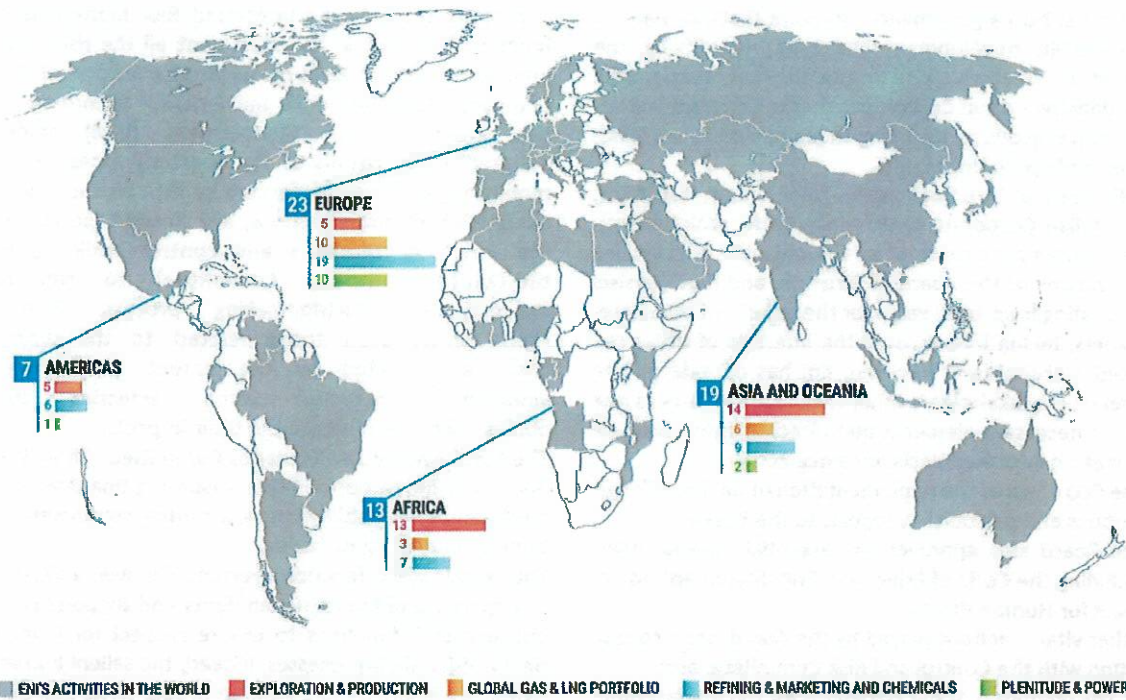 23 EUROPE
5
10
19
10
7 AMERICAS
5
6
1
19 ASIA AND OCEANIA
14
6
9
2
13 AFRICA
13
3
7
ENI'S ACTIVITIES IN THE WORLD EXPLORATION & PRODUCTION GLOBAL GAS & LNG PORTFOLIO REFINING & MARKETING AND CHEMICALS PLENITUDE & POWER